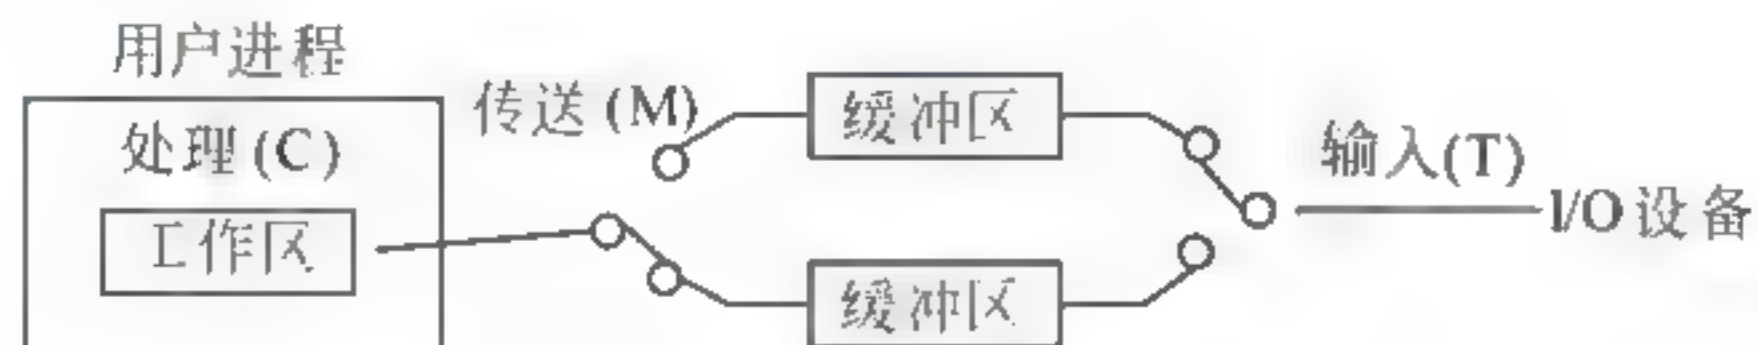 用户进程
传送 (M)
缓冲区
处理 (C)
输入(T)
工作区
I/O 设备
缓冲区